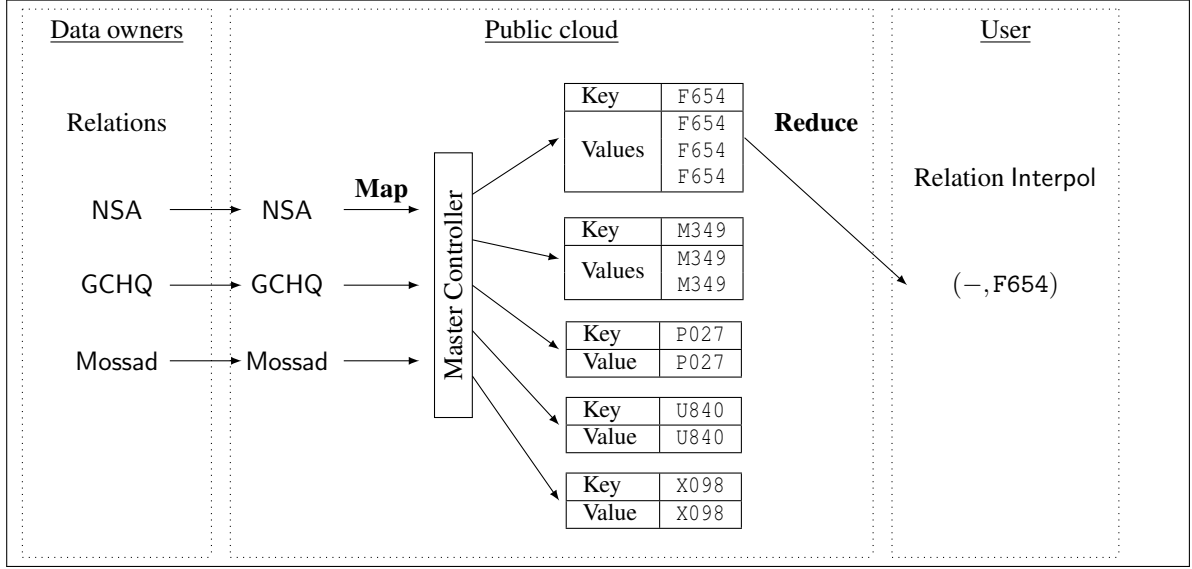 Data owners
Public cloud
User
Relations
NSA
GCHQ
Mossad
NSA
GCHQ
Mossad
Map
Master Controller
Key F654
Values F654
F654
F654
Key M349
Values M349
M349
Key P027
Value P027
Key U840
Value U840
Key X098
Value X098
Reduce
Relation Interpol
(−,F654)